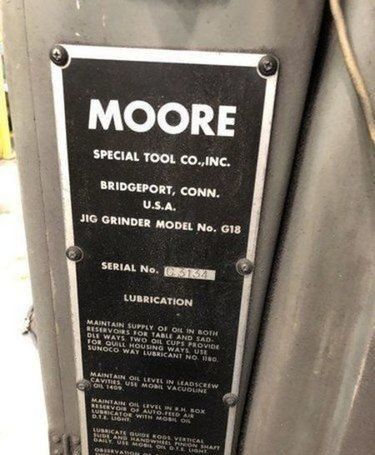 MOORE
SPECIAL TOOL CO.,INC.
BRIDGEPORT, CONN.
U.S.A.
JIG GRINDER MODEL No. G18
SERIAL No. G 3134
LUBRICATION
MAINTAIN SUPPLY OF OIL IN BOTH
RESERVOIRS FOR TABLE AND SAD-
DLE WAYS. TWO OIL CUPS PROVIDE
FOR QUILL HOUSING WAYS. USE
SUNOCO WAY LUBRICANT NO. 1180.
MAINTAIN OIL LEVEL IN LEADSCREW
CAVITIES. USE MOBIL VACUOLINE
OIL 1409.
MAINTAIN OIL LEVEL IN R.H. BOX
RESERVOIR OF AUTO-FEED AIR
LUBRICATOR WITH MOBIL OIL
D.T.E. LIGHT.
LUBRICATE GUIDE RODS, VERTICAL
SLIDE AND HANDWHEEL PINION SHAFT
DAILY. USE MOBIL OIL D.T.E. LIGHT.